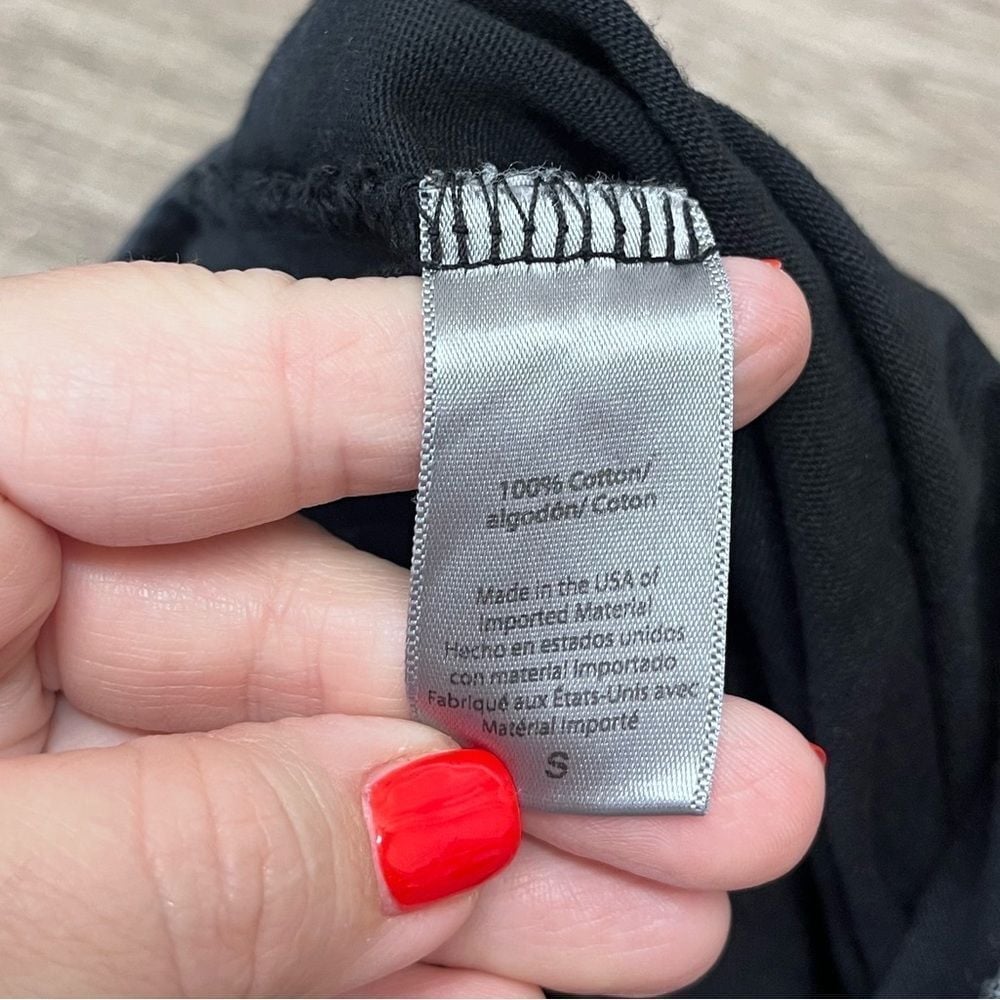 100% Cotton/
algodón/Coton
Made in the USA of
Imported Material
Hecho en estados unidos
con material importado
Fabriqué aux États-Unis avec
Matérial Importé
S